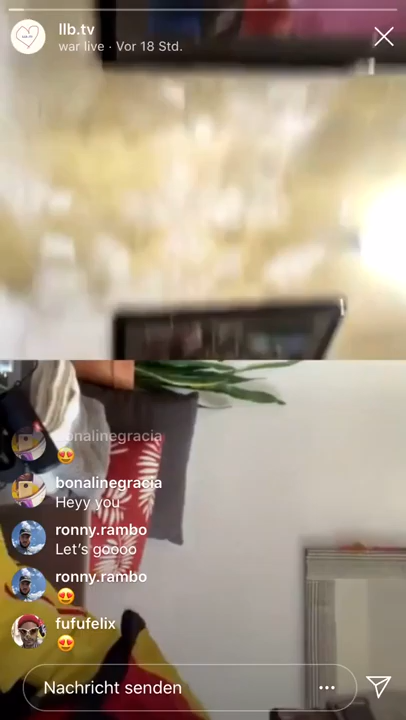 llb.tv
war live · Vor 18 Std.
bonalinegracia
😍
bonalinegracia
Heyy you
ronny.rambo
Let's goooo
ronny.rambo
😍
fufufelix
😍
Nachricht senden